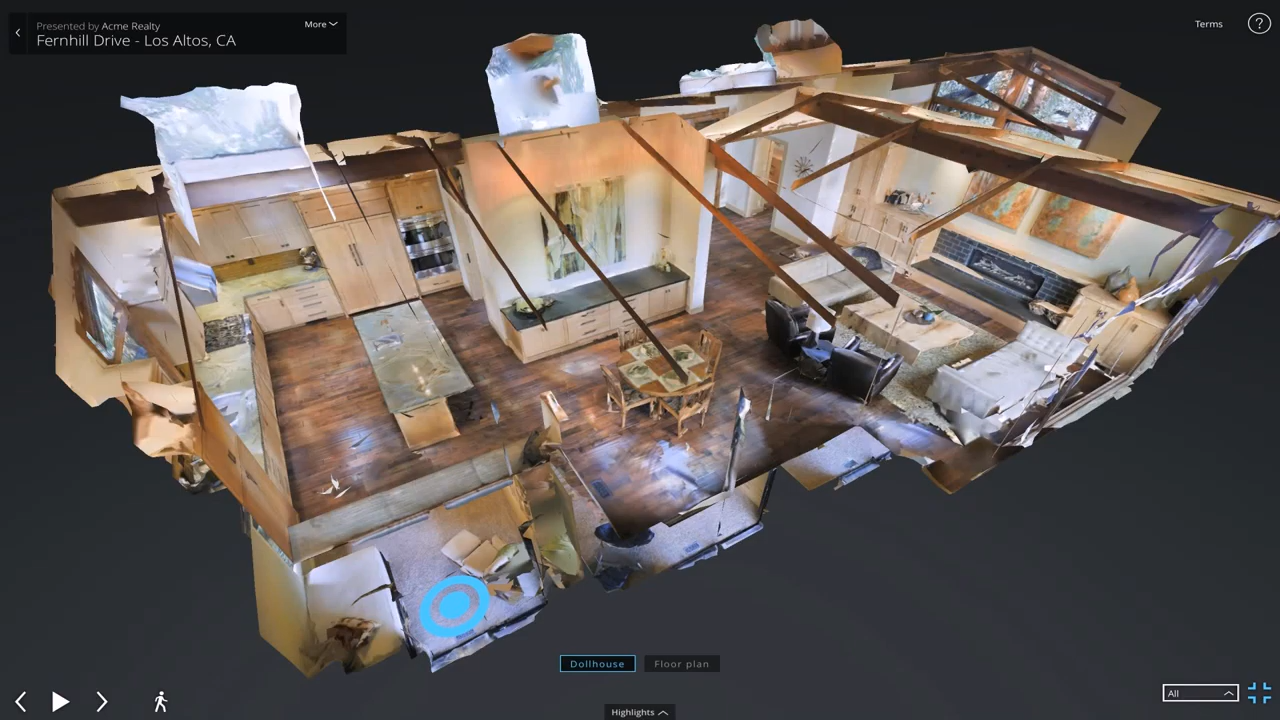 Presented by Acme Realty
More
Fernhill Drive - Los Altos, CA
Terms
?
Dollhouse
Floor plan
All
Highlights